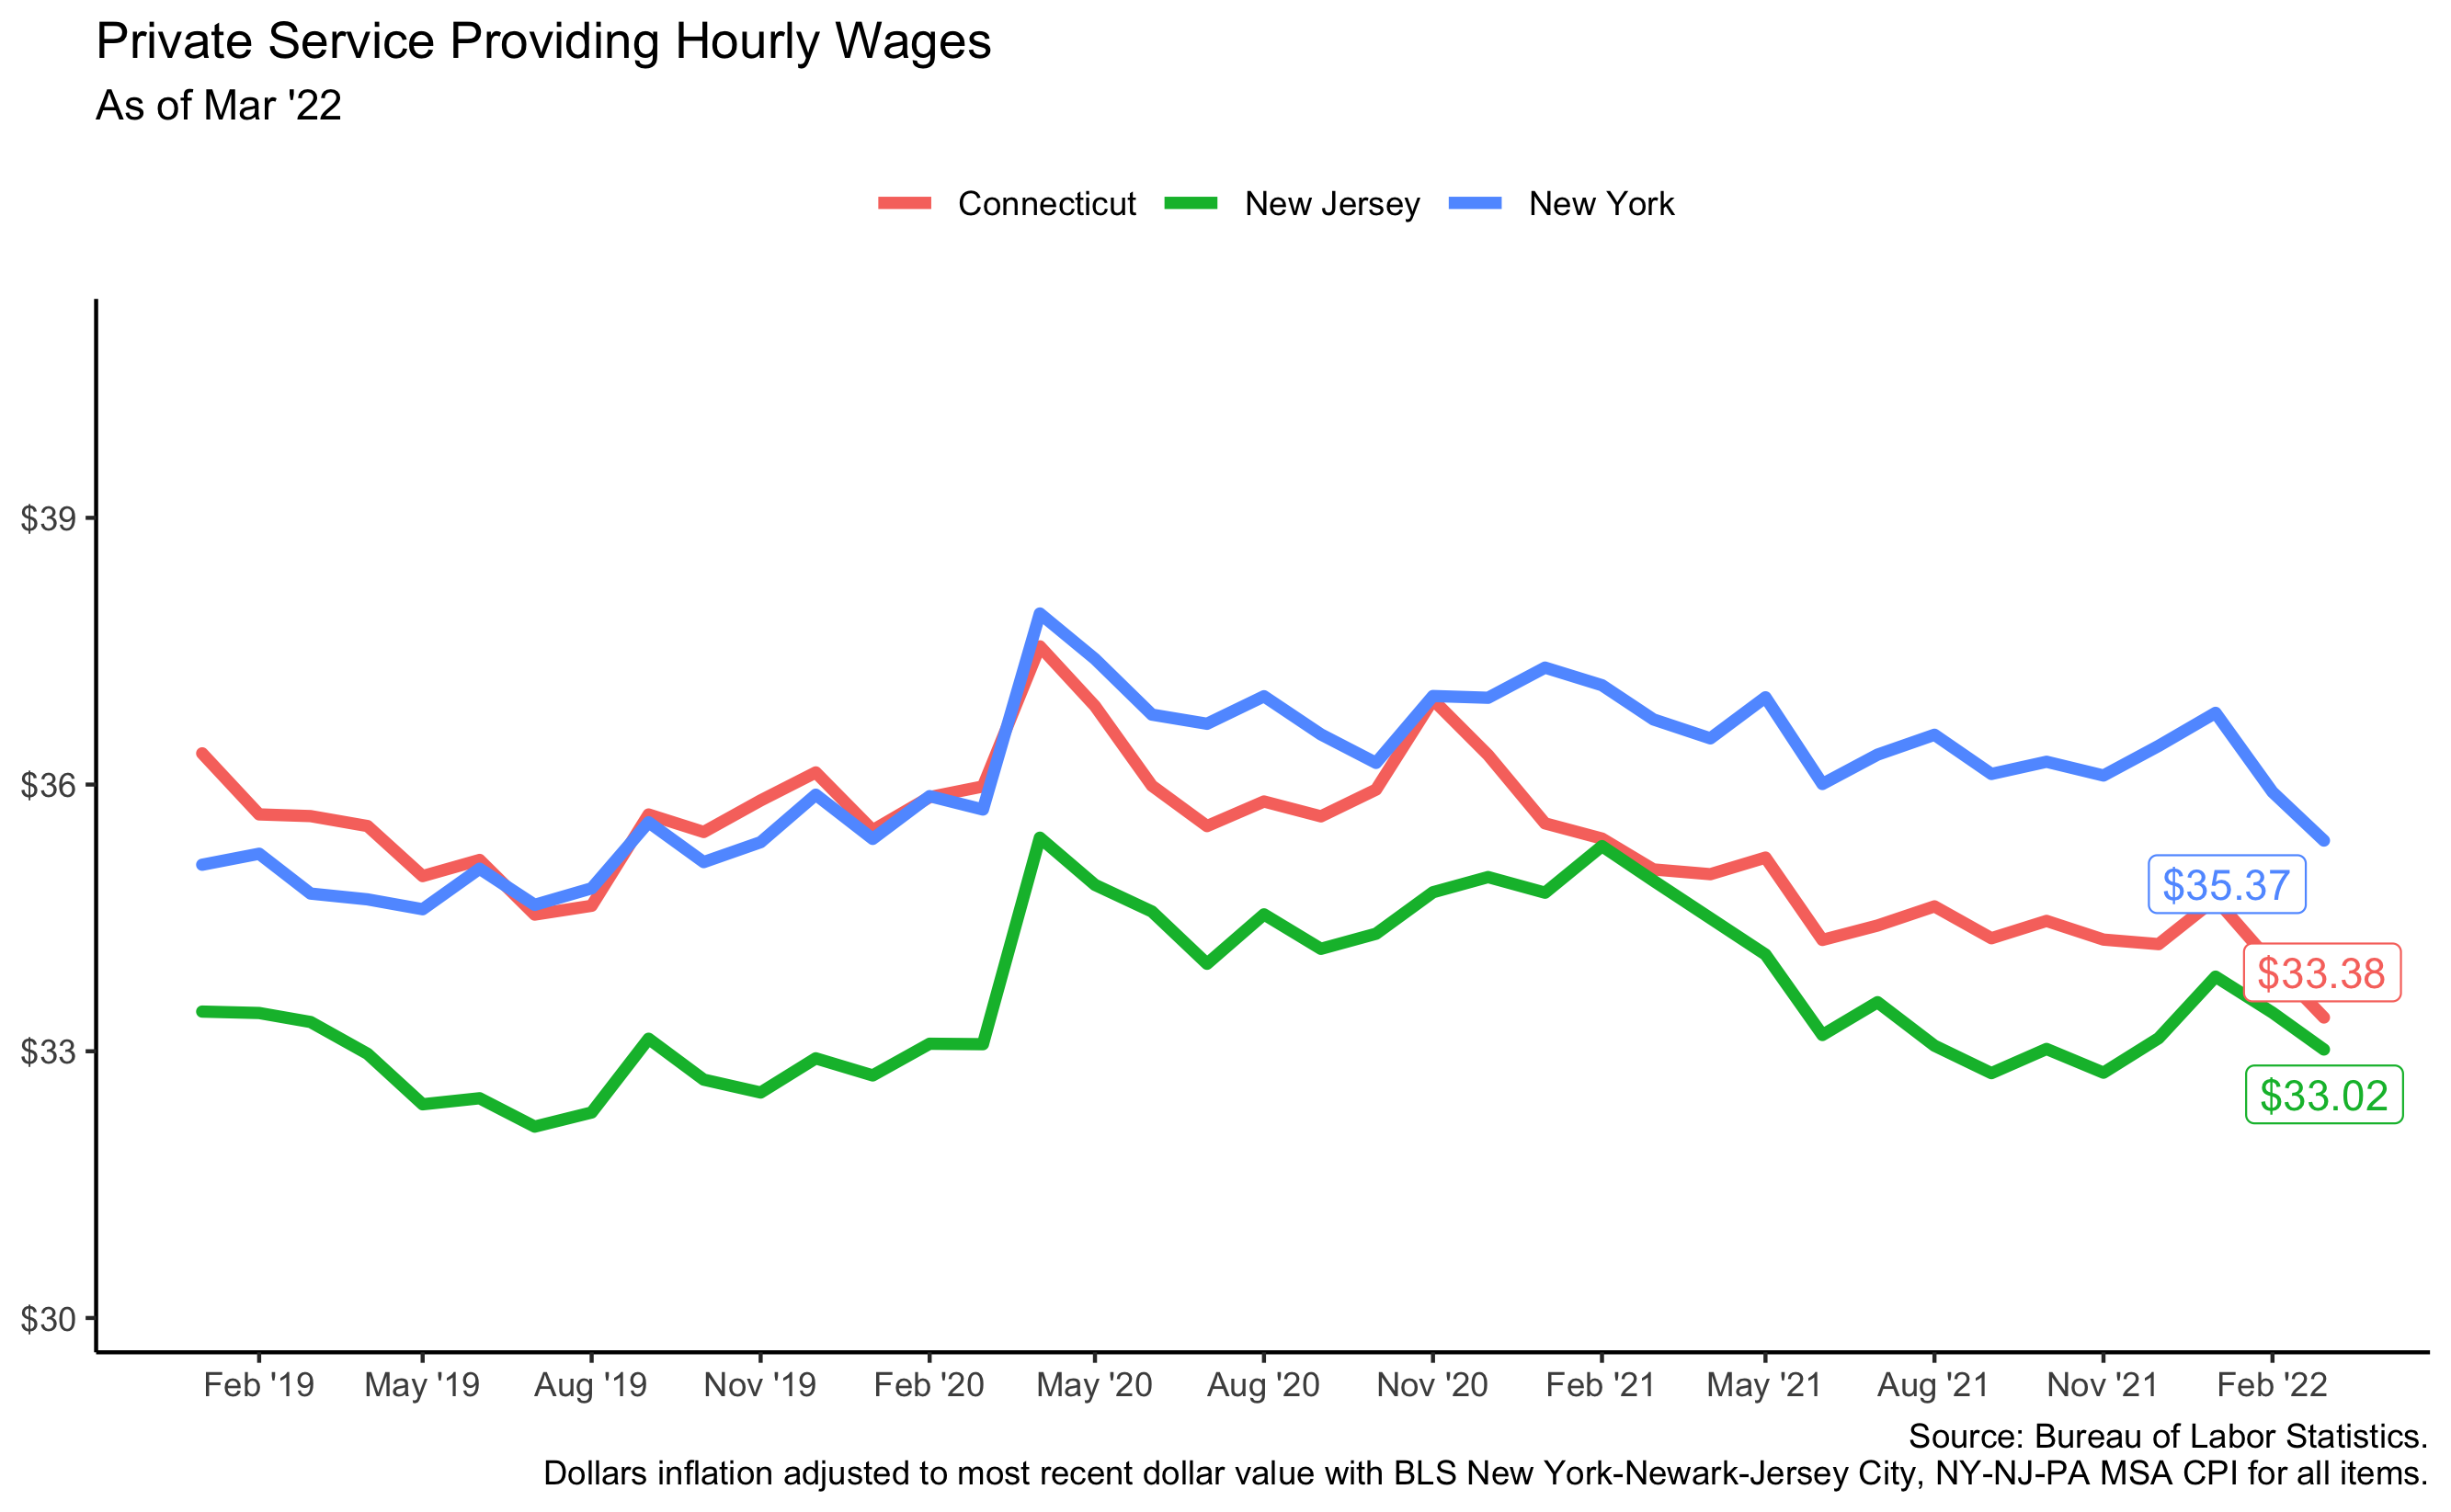 Private Service Providing Hourly Wages
As of Mar '22
Connecticut New Jersey New York
$39
$36
$33
$30
$35.37
$33.38
$33.02
Feb '19 May '19 Aug '19 Nov '19 Feb '20 May '20 Aug '20 Nov '20 Feb '21 May '21 Aug '21 Nov '21 Feb '22
Source: Bureau of Labor Statistics.
Dollars inflation adjusted to most recent dollar value with BLS New York-Newark-Jersey City, NY-NJ-PA MSA CPI for all items.